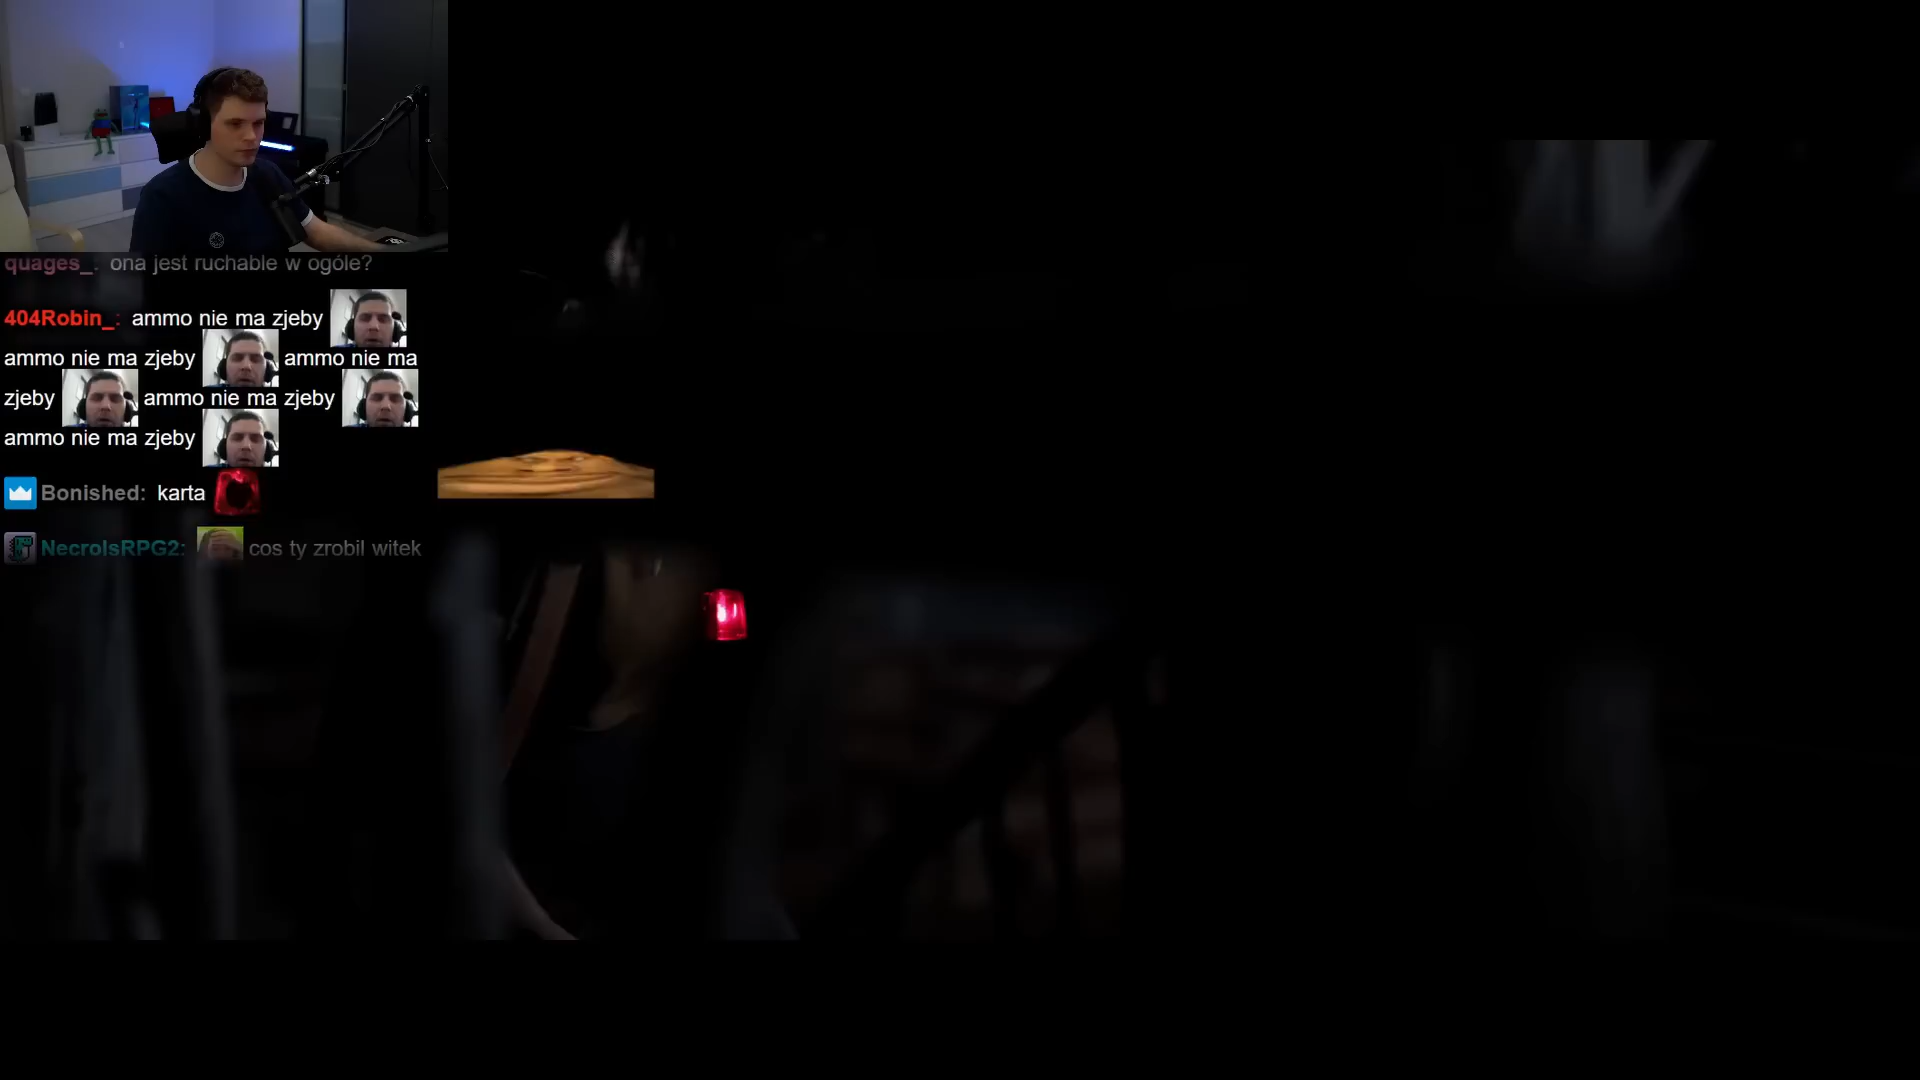 quages_: ona jest ruchable w ogóle?
404Robin_: ammo nie ma zjeby
ammo nie ma zjeby ammo nie ma
zjeby ammo nie ma zjeby
ammo nie ma zjeby
Bonished: karta
NecrolsRPG2: cos ty zrobil witek